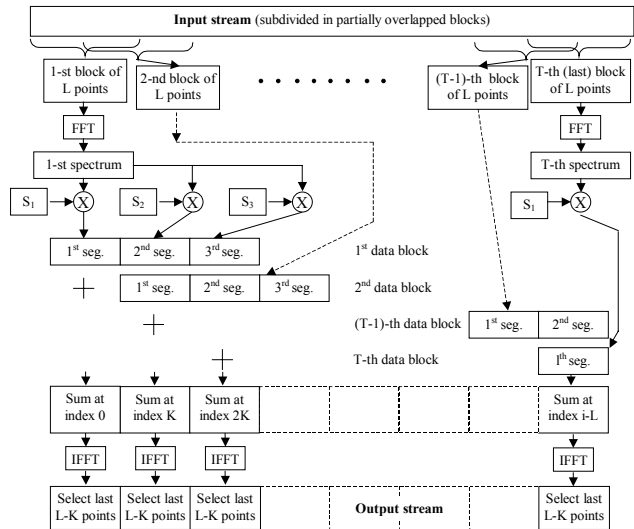 Input stream (subdivided in partially overlapped blocks)
1-st block of
L points
2-nd block of
L points
(T-1)-th block
of L points
T-th (last) block
of L points
FFT
FFT
1-st spectrum
T-th spectrum
S1
X
S2
X
S3
X
S1
X
1st seg.
2nd seg.
3rd seg.
1st data block
+
1st seg.
2nd seg.
3rd seg.
2nd data block
+
(T-1)-th data block
1st seg.
2nd seg.
+
T-th data block
1th seg.
Sum at
index 0
Sum at
index K
Sum at
index 2K
Sum at
index i-L
IFFT
IFFT
IFFT
IFFT
Select last
L-K points
Select last
L-K points
Select last
L-K points
Output stream
Select last
L-K points